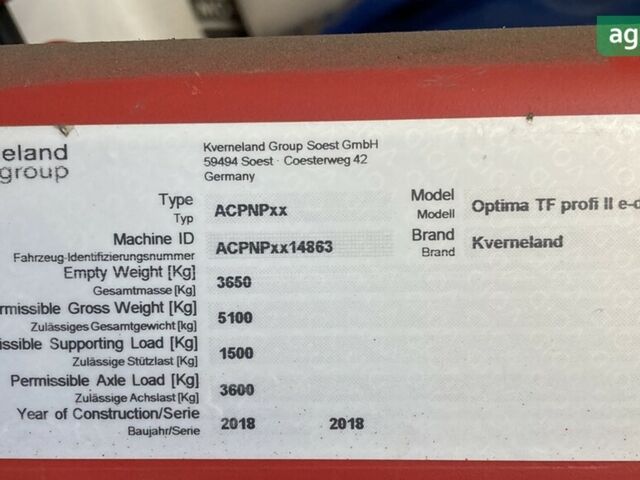 ag
eland
group
Kverneland Group Soest GmbH
59494 Soest · Coesterweg 42
Germany
Type ACPNPxx Model Optima TF profi II e-d
Typ Modell
Machine ID ACPNPxx14863 Brand Kverneland
Fahrzeug-Identifizierungsnummer Brand
Empty Weight [Kg] 3650
Gesamtmasse [Kg]
rmissible Gross Weight [Kg] 5100
Zulässiges Gesamtgewicht [kg]
issible Supporting Load [Kg] 1500
Zulässige Stützlast [Kg]
Permissible Axle Load [Kg] 3600
Zulässige Achslast [Kg]
Year of Construction/Serie 2018 2018
Baujahr/Serie